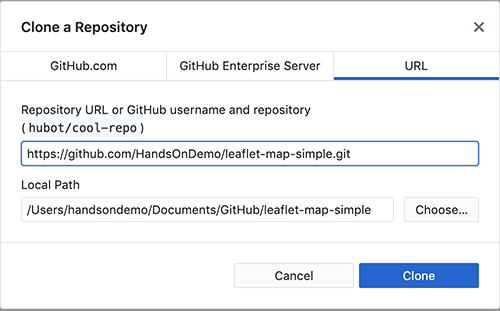 Clone a Repository
GitHub.com
GitHub Enterprise Server
URL
Repository URL or GitHub username and repository
(hubot/cool-repo)
https://github.com/HandsOnDemo/leaflet-map-simple.git
Local Path
/Users/handsondemo/Documents/GitHub/leaflet-map-simple
Choose...
Cancel
Clone